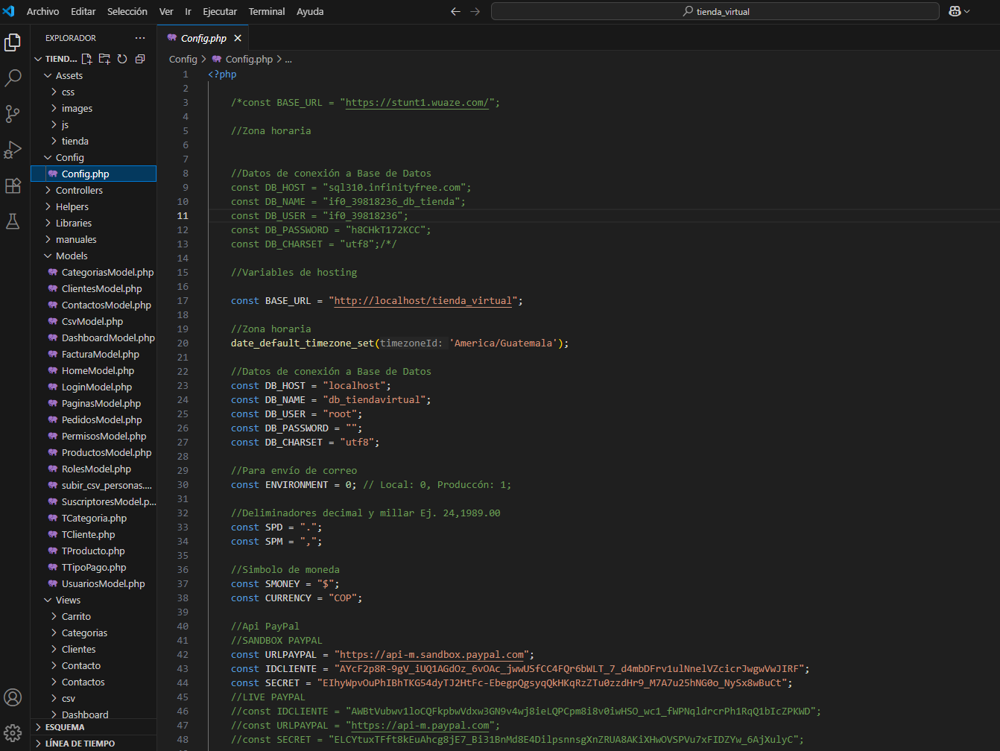 Archivo Editar Selección Ver Ir Ejecutar Terminal Ayuda
tienda_virtual
EXPLORADOR
TIEND...
Assets
css
images
js
tienda
Config
Config.php
Controllers
Helpers
Libraries
manuales
Models
CategoriasModel.php
ClientesModel.php
ContactosModel.php
CsvModel.php
DashboardModel.php
FacturaModel.php
HomeModel.php
LoginModel.php
PaginasModel.php
PedidosModel.php
PermisosModel.php
ProductosModel.php
RolesModel.php
subir_csv_personas....
SuscriptoresModel.p...
TCategoria.php
TCliente.php
TProducto.php
TTipoPago.php
UsuariosModel.php
Views
Carrito
Categorias
Clientes
Contacto
Contactos
csv
Dashboard
ESQUEMA
LÍNEA DE TIEMPO
Config.php
Config > Config.php > ...
1 <?php
2
3 /*const BASE_URL = "https://stunt1.wuaze.com/";
4
5 //Zona horaria
6
7
8 //Datos de conexión a Base de Datos
9 const DB_HOST = "sql310.infinityfree.com";
10 const DB_NAME = "if0_39818236_db_tienda";
11 const DB_USER = "if0_39818236";
12 const DB_PASSWORD = "h8CHkT172KCC";
13 const DB_CHARSET = "utf8";/*/
14
15 //Variables de hosting
16
17 const BASE_URL = "http://localhost/tienda_virtual";
18
19 //Zona horaria
20 date_default_timezone_set(timezoneId: 'America/Guatemala');
21
22 //Datos de conexión a Base de Datos
23 const DB_HOST = "localhost";
24 const DB_NAME = "db_tiendavirtual";
25 const DB_USER = "root";
26 const DB_PASSWORD = "";
27 const DB_CHARSET = "utf8";
28
29 //Para envío de correo
30 const ENVIRONMENT = 0; // Local: 0, Produccón: 1;
31
32 //Deliminadores decimal y millar Ej. 24,1989.00
33 const SPD = ".";
34 const SPM = ",";
35
36 //Simbolo de moneda
37 const SMONEY = "$";
38 const CURRENCY = "COP";
39
40 //Api PayPal
41 //SANDBOX PAYPAL
42 const URLPAYPAL = "https://api-m.sandbox.paypal.com";
43 const IDCLIENTE = "AYcF2p8R-9gV_iUQ1AGdOz_6vOAc_jwwUSfCC4FQr6bWLT_7_d4mbDFrv1ulNnelVZcicrJwgwVwJIRF";
44 const SECRET = "EIhyWpvOuPhIBhTKG54dyTJ2HtFc-EbegpQgsyqQkHKqRzZTu0zzdHr9_M7A7u25hNG0o_NySx8wBuCt";
45 //LIVE PAYPAL
46 //const IDCLIENTE = "AWBtVubwv1loCQFkpbwVdxw3GN9v4wj8ieLQPCpm8i8v0iwHSO_wc1_fWPNqldrcrPh1RqQ1bIcZPKWD";
47 //const URLPAYPAL = "https://api-m.paypal.com";
48 //const SECRET = "ELCYtuxTFft8kEuAhcg8jE7_Bi31BnMd8E4DilpsnnsgXnZRUA8AKiXHwOVSPVu7xFIDZYw_6AjXulyC";